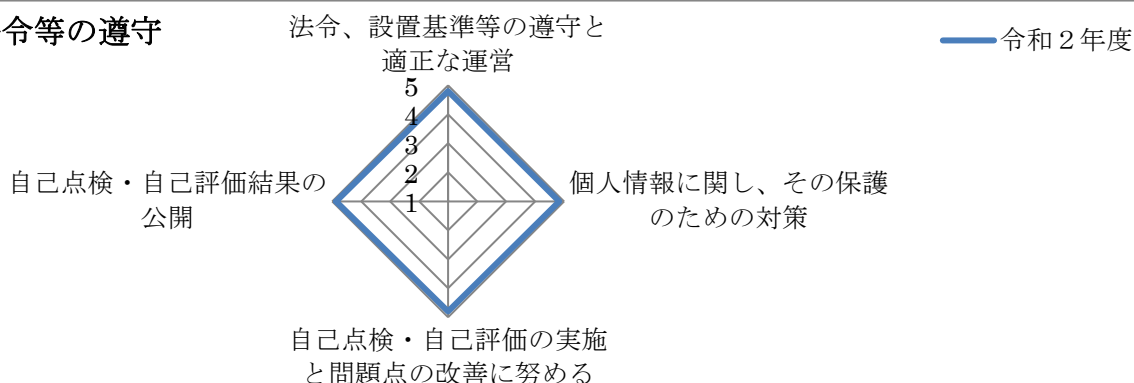 令等の遵守
法令、設置基準等の遵守と
適正な運営
令和２年度
5
4
3
2
1
自己点検・自己評価結果の
公開
個人情報に関し、その保護
のための対策
自己点検・自己評価の実施
と問題点の改善に努める